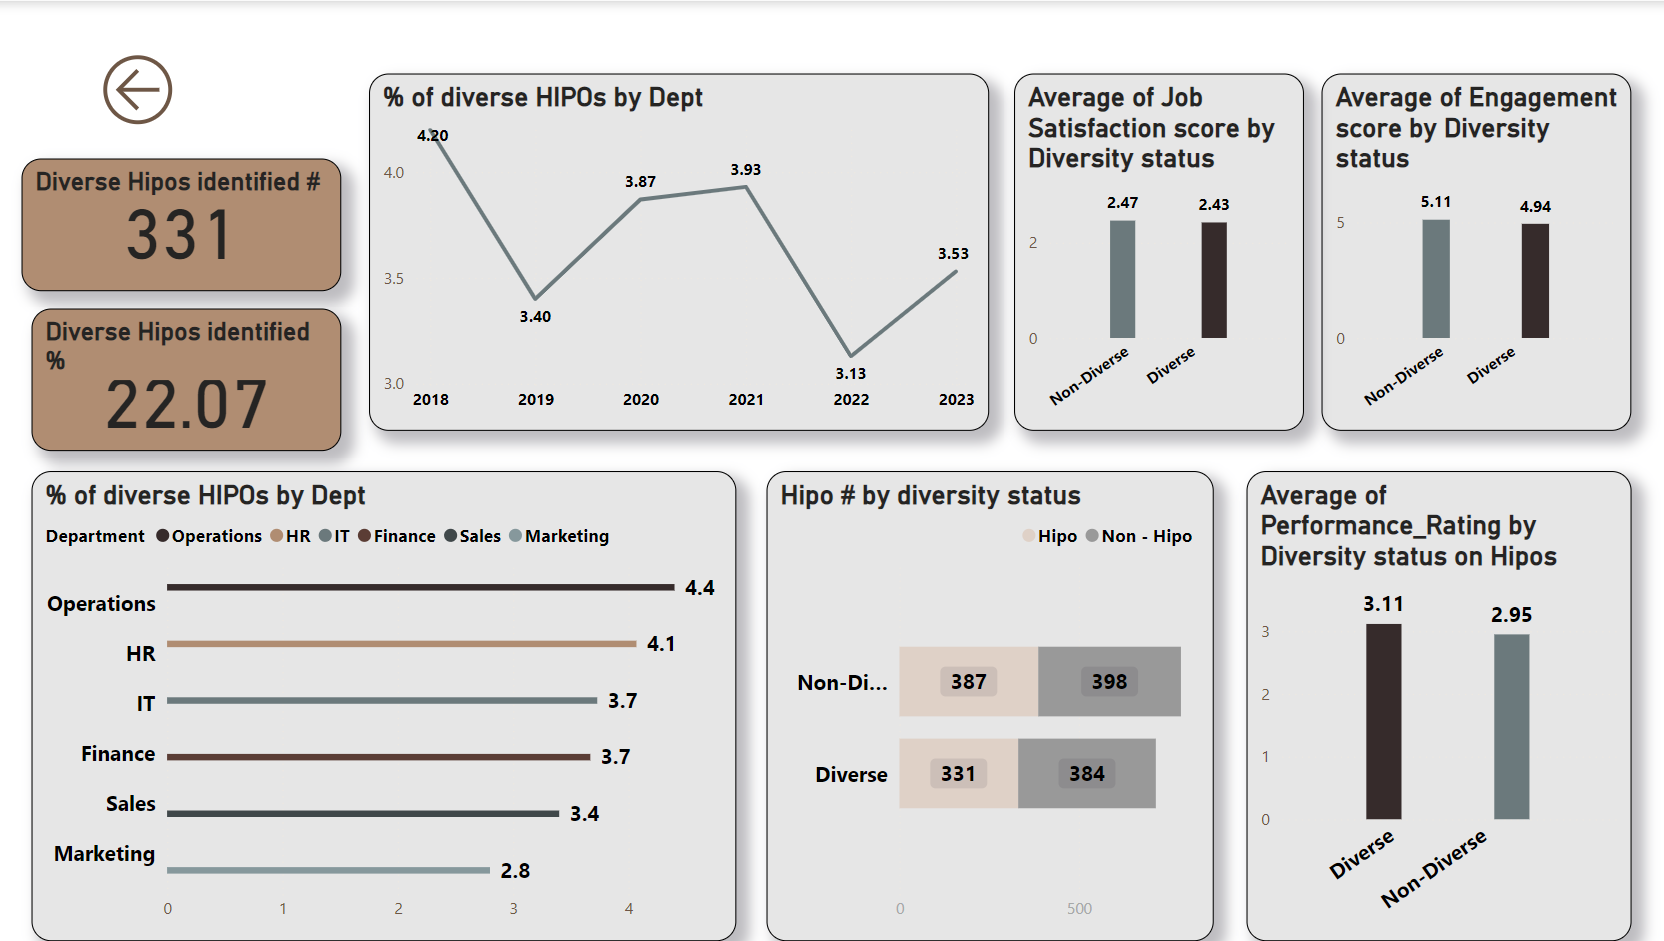 Diverse Hipos identified #
331
Diverse Hipos identified
%
22.07
% of diverse HIPOs by Dept
4.20
4.0
3.87
3.93
3.53
3.5
3.40
3.13
3.0
2018 2019 2020 2021 2022 2023
Average of Job
Satisfaction score by
Diversity status
2.47 2.43
2
0
Non-Diverse Diverse
Average of Engagement
score by Diversity
status
5.11 4.94
5
0
Non-Diverse Diverse
% of diverse HIPOs by Dept
Department Operations HR IT Finance Sales Marketing
Operations 4.4
HR 4.1
IT 3.7
Finance 3.7
Sales 3.4
Marketing 2.8
0 1 2 3 4
Hipo # by diversity status
Hipo Non - Hipo
Non-Di... 387 398
Diverse 331 384
0 500
Average of
Performance_Rating by
Diversity status on Hipos
3.11 2.95
3
2
1
0
Diverse Non-Diverse